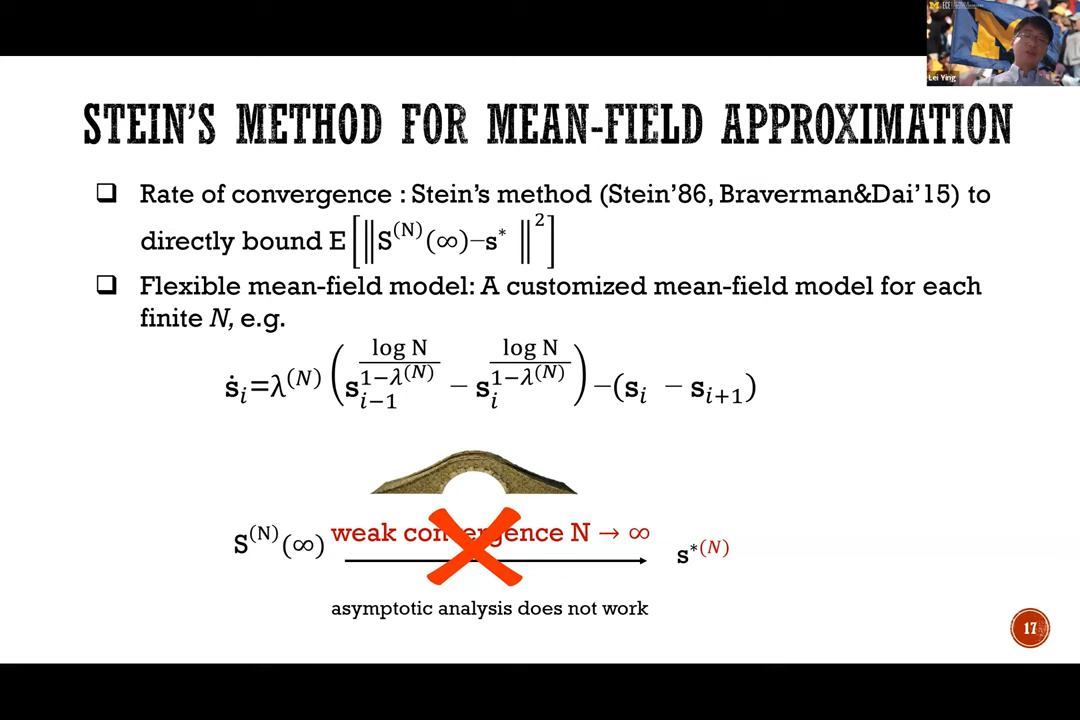 M ECE
Lei Ying
STEIN'S METHOD FOR MEAN-FIELD APPROXIMATION
❑ Rate of convergence : Stein's method (Stein'86, Braverman&Dai'15) to
directly bound E[‖S^(N)(∞)−s^*‖^2]
❑ Flexible mean-field model: A customized mean-field model for each
finite N, e.g.
ṡ_i=λ^(N)(s_{i−1}^{log N/(1−λ^(N))} − s_i^{log N/(1−λ^(N))})−(s_i − s_{i+1})
S^(N)(∞) weak convergence N → ∞ s^{*(N)}
asymptotic analysis does not work
17